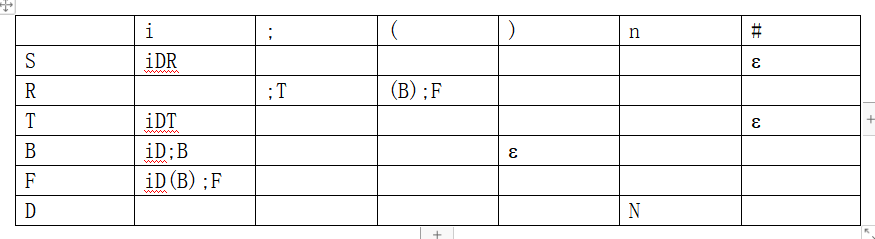 i ; ( ) n #
S iDR ε
R ;T (B);F
T iDT ε
B iD;B ε
F iD(B);F
D N